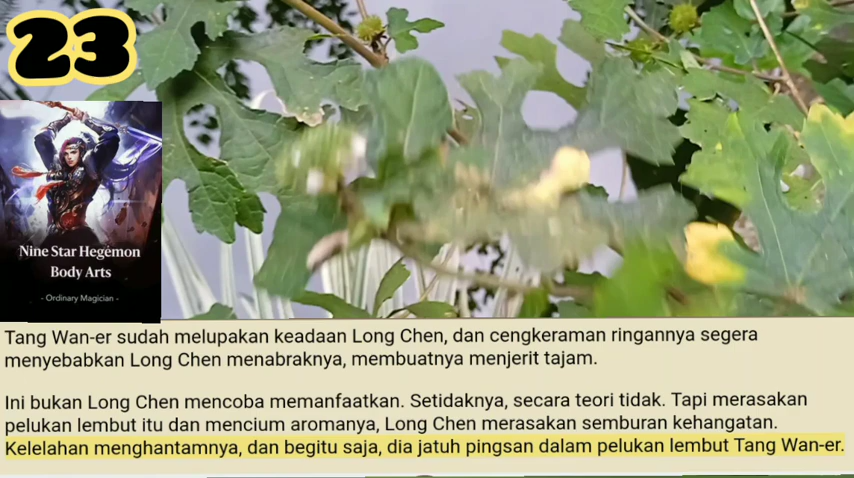 23
Nine Star Hegemon
Body Arts
- Ordinary Magician -
Tang Wan-er sudah melupakan keadaan Long Chen, dan cengkeraman ringannya segera
menyebabkan Long Chen menabraknya, membuatnya menjerit tajam.
Ini bukan Long Chen mencoba memanfaatkan. Setidaknya, secara teori tidak. Tapi merasakan
pelukan lembut itu dan mencium aromanya, Long Chen merasakan semburan kehangatan.
Kelelahan menghantamnya, dan begitu saja, dia jatuh pingsan dalam pelukan lembut Tang Wan-er.